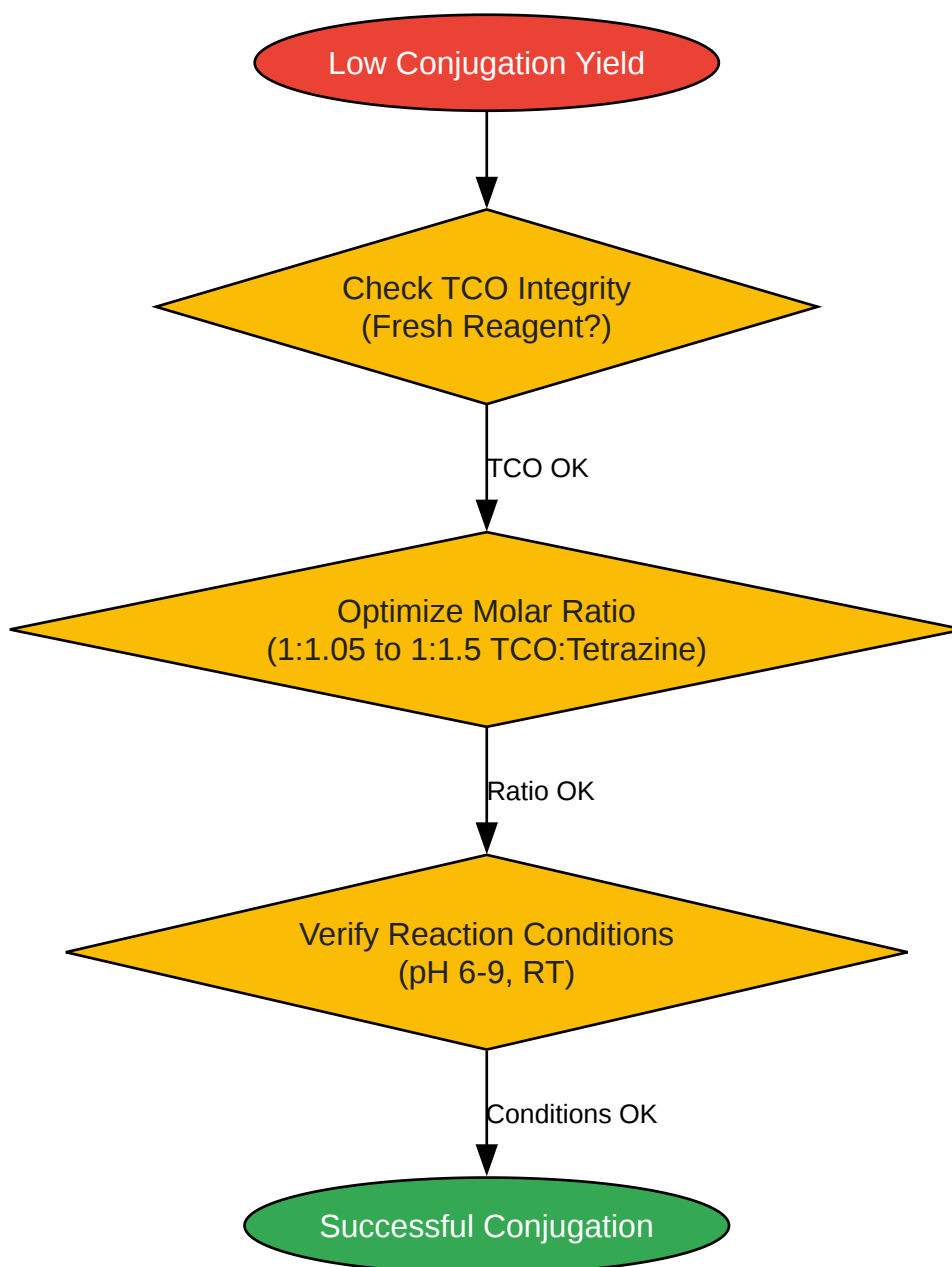 Low Conjugation Yield
Check TCO Integrity
(Fresh Reagent?)
TCO OK
Optimize Molar Ratio
(1:1.05 to 1:1.5 TCO:Tetrazine)
Ratio OK
Verify Reaction Conditions
(pH 6-9, RT)
Conditions OK
Successful Conjugation